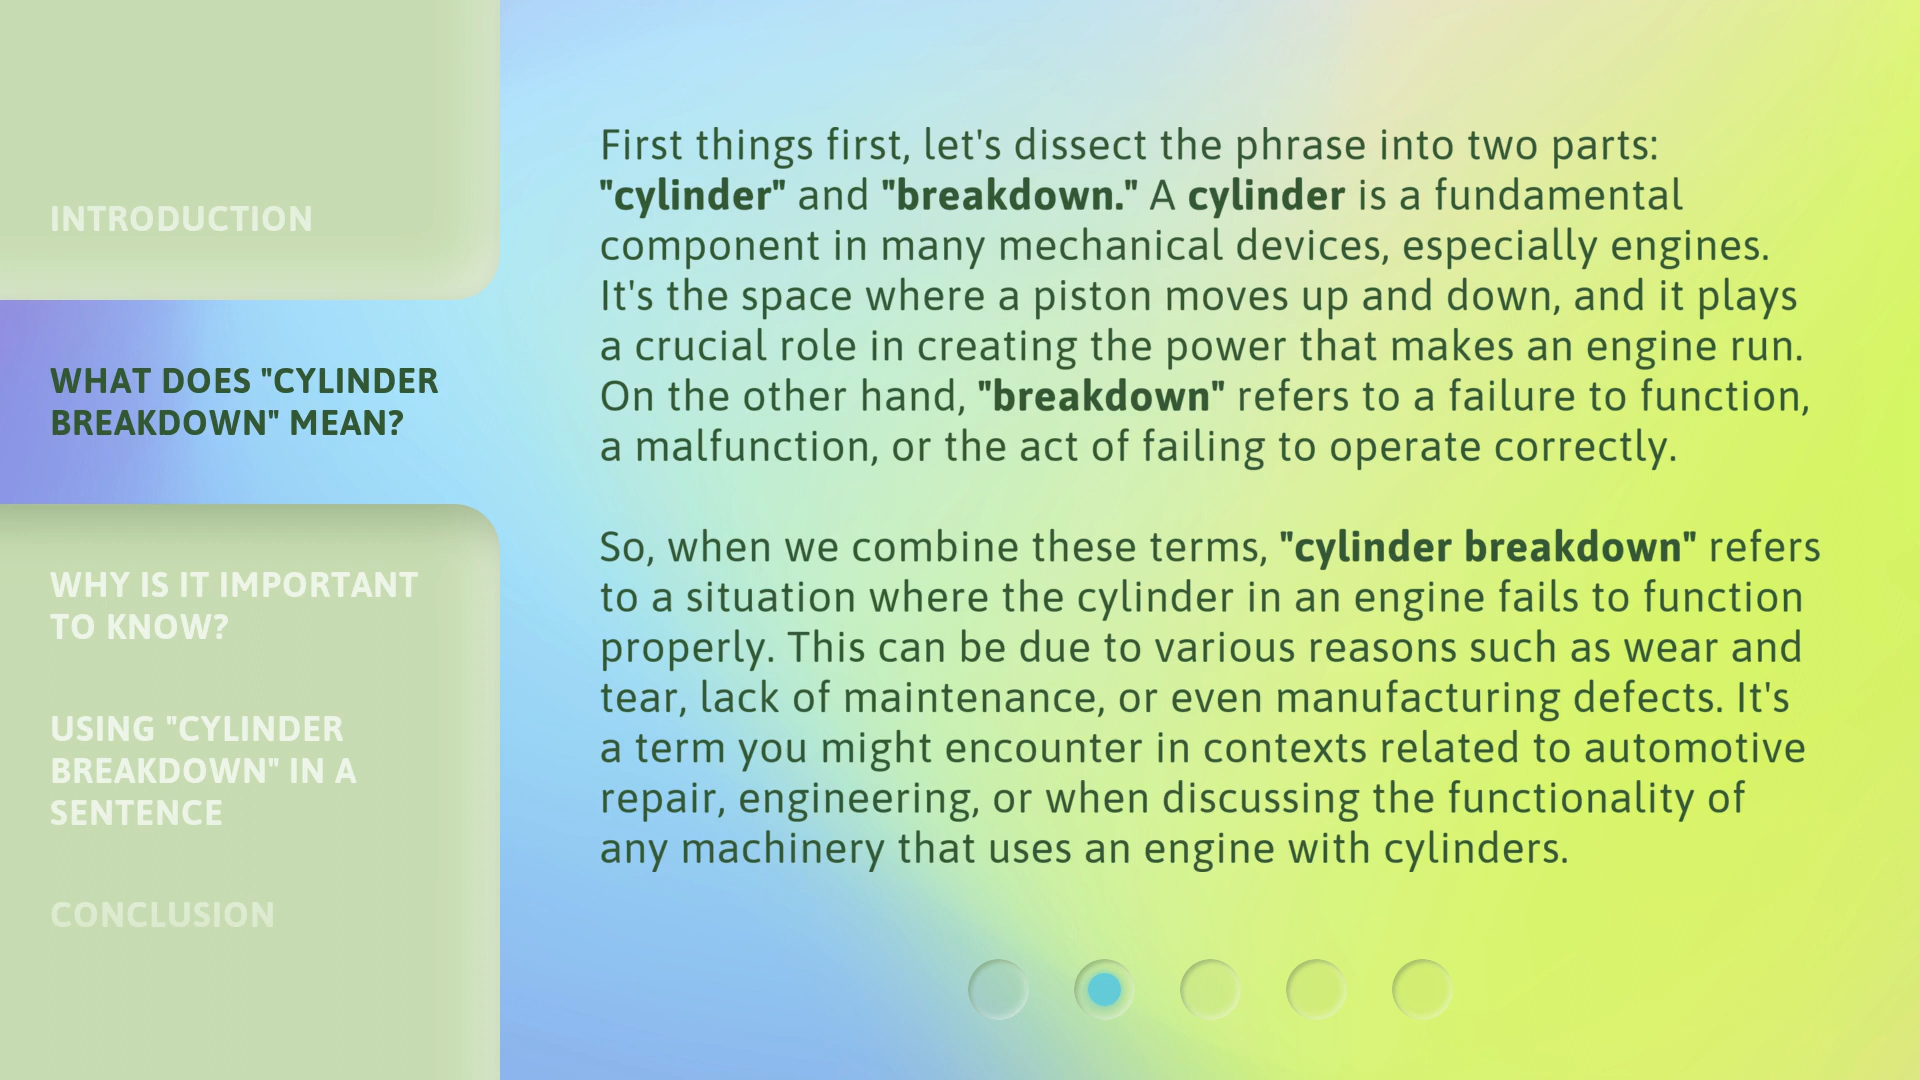 INTRODUCTION
WHAT DOES "CYLINDER
BREAKDOWN" MEAN?
WHY IS IT IMPORTANT
TO KNOW?
USING "CYLINDER
BREAKDOWN" IN A
SENTENCE
CONCLUSION
First things first, let's dissect the phrase into two parts:
"cylinder" and "breakdown." A cylinder is a fundamental
component in many mechanical devices, especially engines.
It's the space where a piston moves up and down, and it plays
a crucial role in creating the power that makes an engine run.
On the other hand, "breakdown" refers to a failure to function,
a malfunction, or the act of failing to operate correctly.
So, when we combine these terms, "cylinder breakdown" refers
to a situation where the cylinder in an engine fails to function
properly. This can be due to various reasons such as wear and
tear, lack of maintenance, or even manufacturing defects. It's
a term you might encounter in contexts related to automotive
repair, engineering, or when discussing the functionality of
any machinery that uses an engine with cylinders.